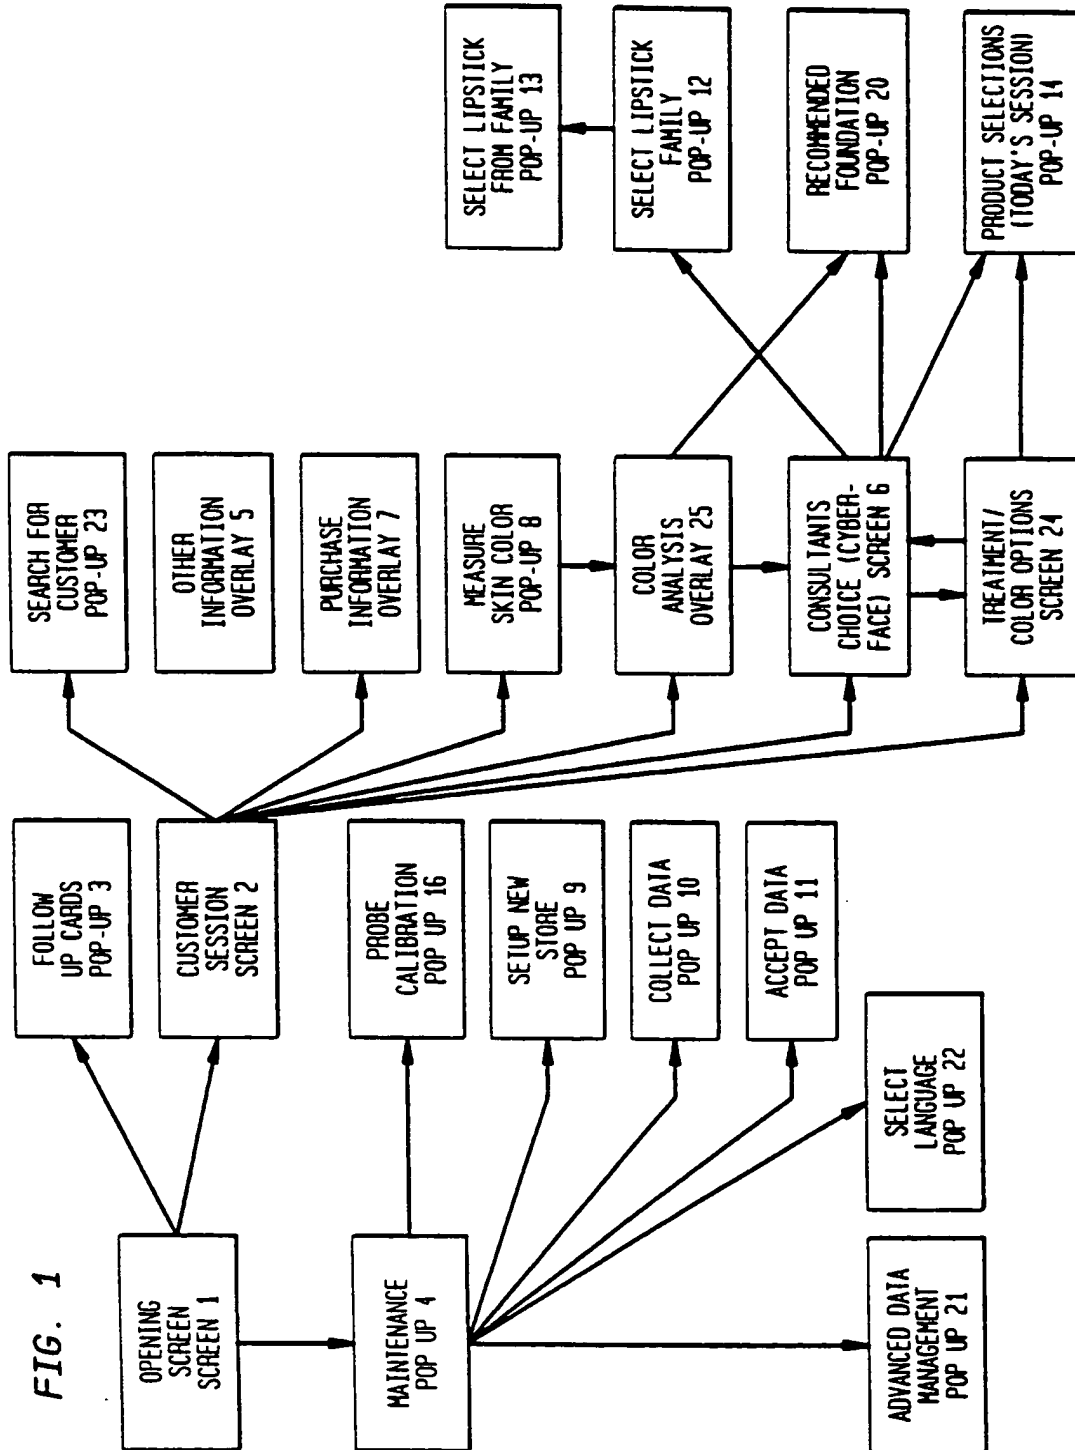 FIG. 1
OPENING
SCREEN
SCREEN 1
MAINTENANCE
POP UP 4
ADVANCED DATA
MANAGEMENT
POP UP 21
FOLLOW
UP CARDS
POP-UP 3
CUSTOMER
SESSION
SCREEN 2
PROBE
CALIBRATION
POP UP 16
SETUP NEW
STORE
POP UP 9
COLLECT DATA
POP UP 10
ACCEPT DATA
POP UP 11
SELECT
LANGUAGE
POP UP 22
SEARCH FOR
CUSTOMER
POP-UP 23
OTHER
INFORMATION
OVERLAY 5
PURCHASE
INFORMATION
OVERLAY 7
MEASURE
SKIN COLOR
POP-UP 8
COLOR
ANALYSIS
OVERLAY 25
CONSULTANTS
CHOICE (CYBER-
FACE) SCREEN 6
TREATMENT/
COLOR OPTIONS
SCREEN 24
SELECT LIPSTICK
FROM FAMILY
POP-UP 13
SELECT LIPSTICK
FAMILY
POP-UP 12
RECOMMENDED
FOUNDATION
POP-UP 20
PRODUCT SELECTIONS
(TODAY'S SESSION)
POP-UP 14